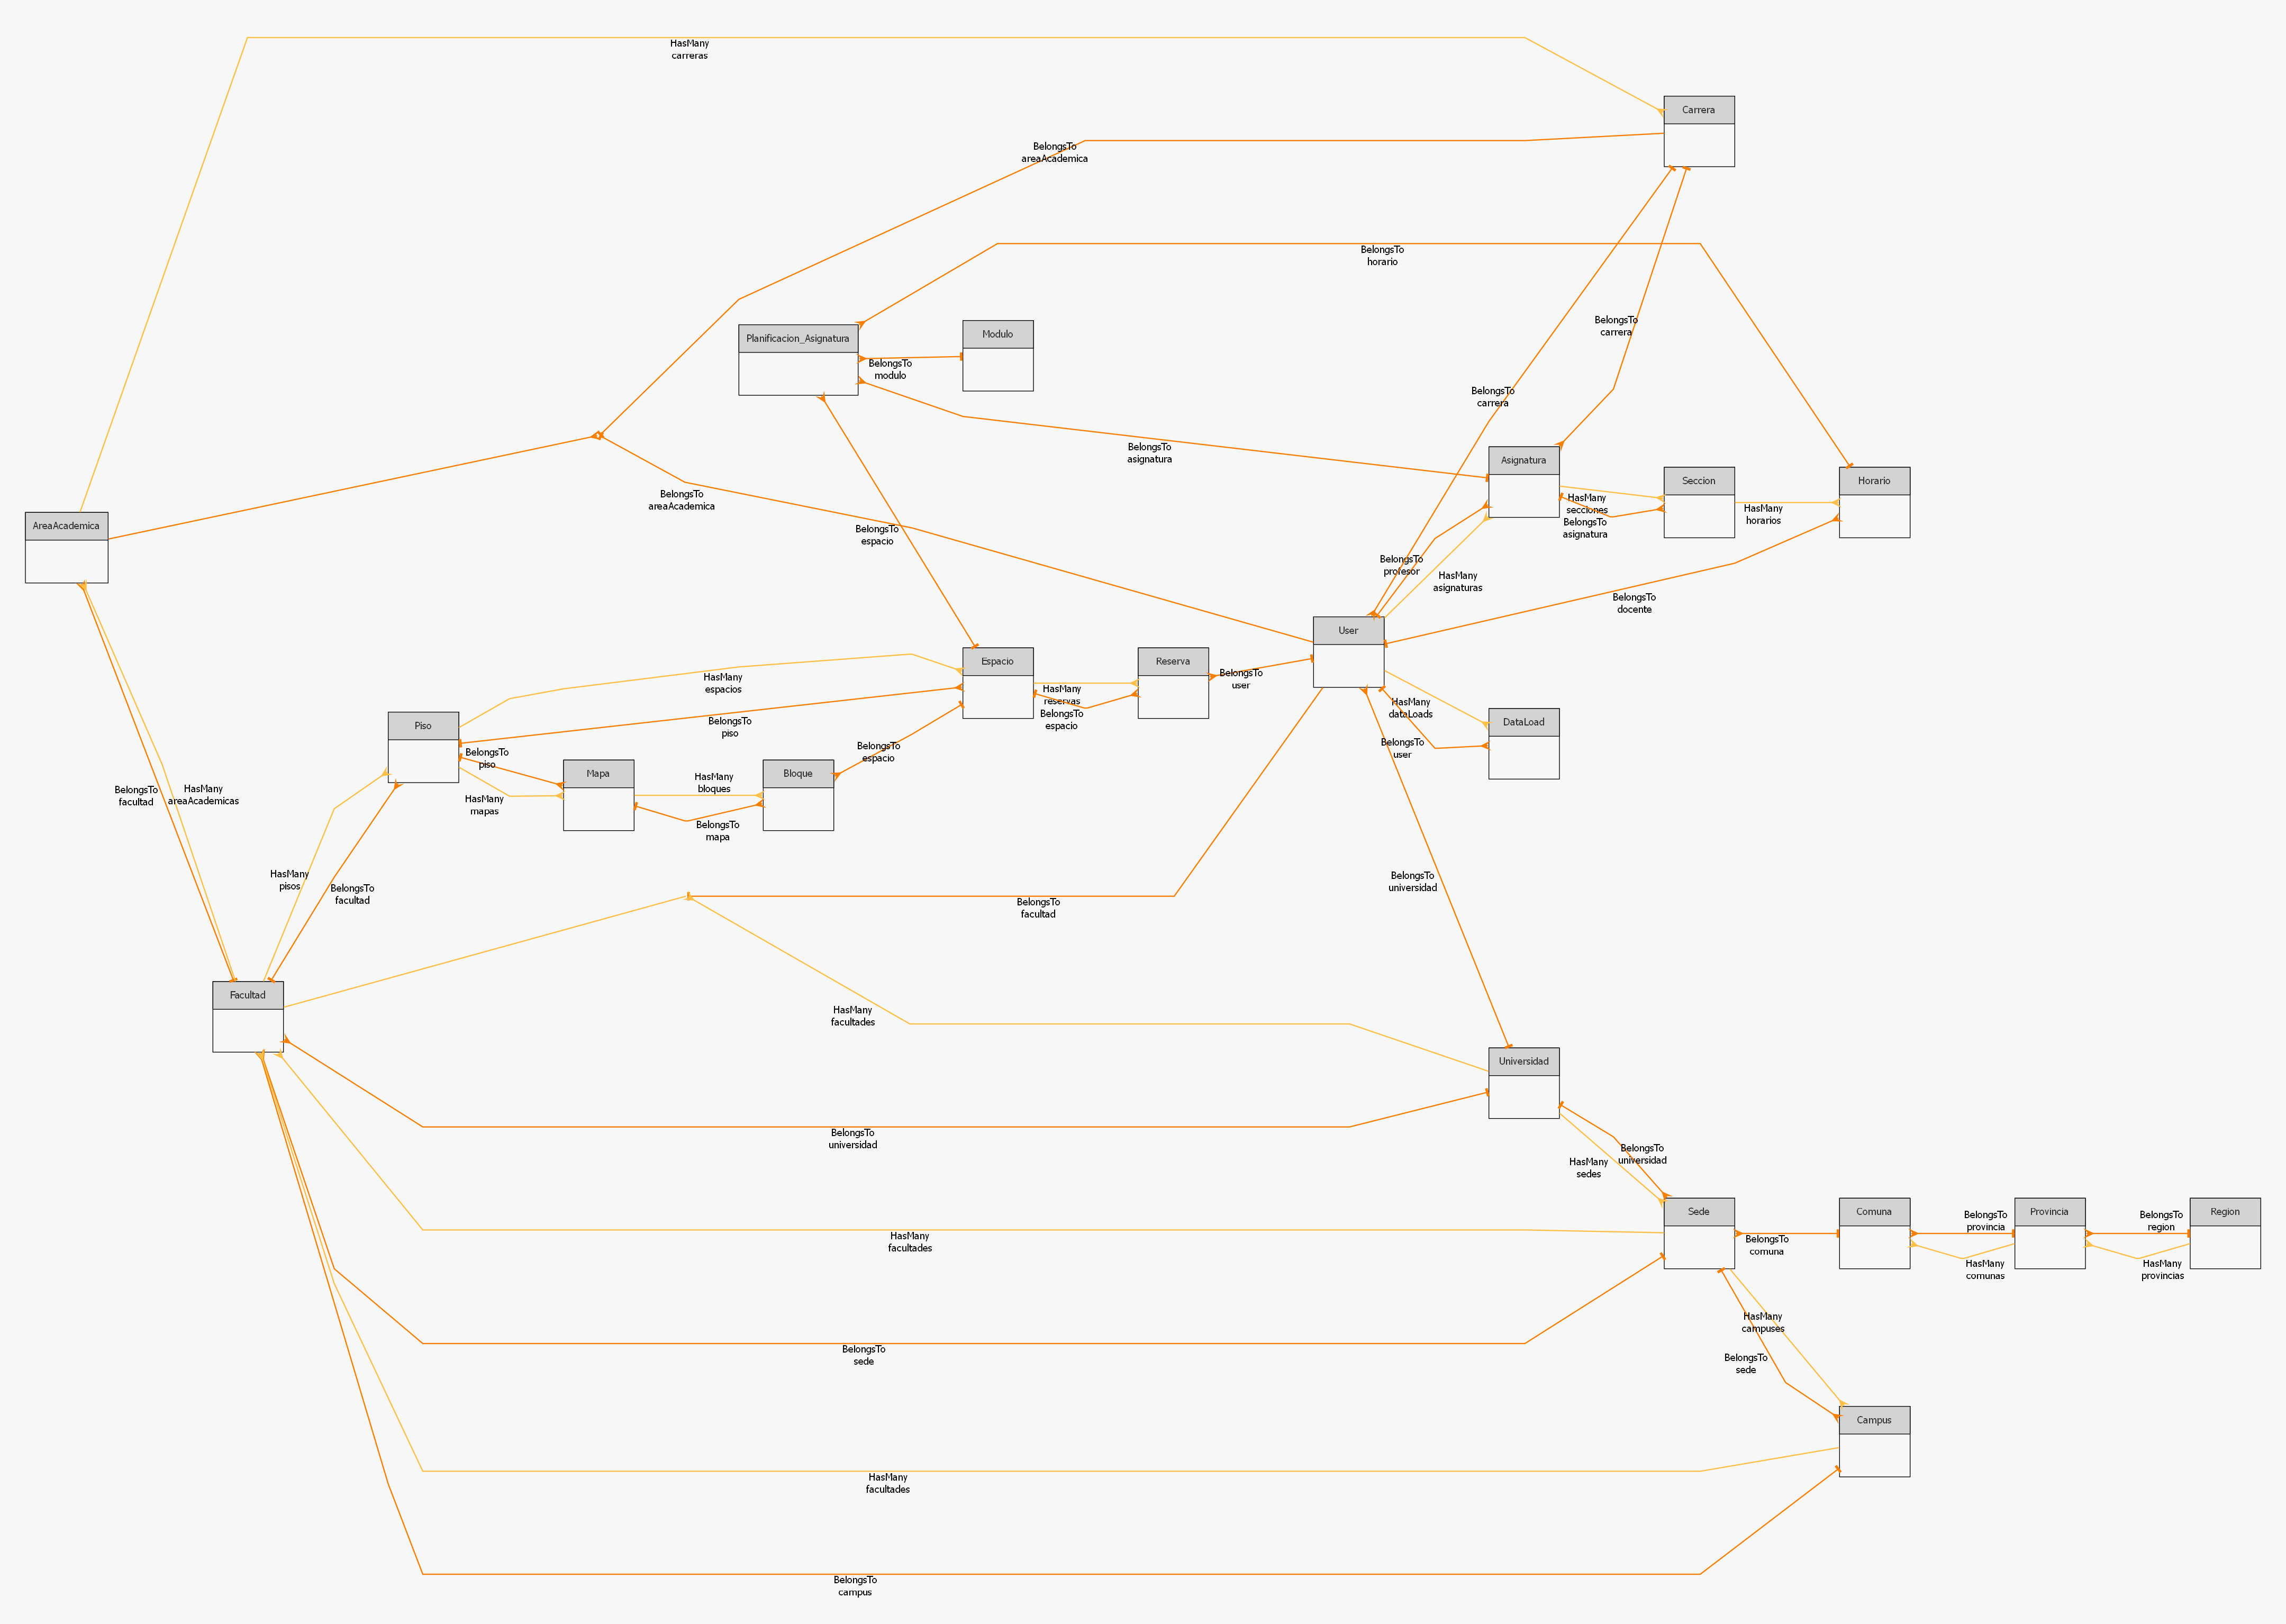 HasMany
carreras
Carrera
BelongsTo
areaAcademica
BelongsTo
horario
BelongsTo
carrera
Planificacion_Asignatura
Modulo
BelongsTo
modulo
BelongsTo
carrera
BelongsTo
asignatura
Asignatura
Seccion
Horario
BelongsTo
areaAcademica
HasMany
secciones
BelongsTo
asignatura
HasMany
horarios
AreaAcademica
BelongsTo
espacio
BelongsTo
profesor
HasMany
asignaturas
BelongsTo
docente
User
Espacio
Reserva
HasMany
espacios
BelongsTo
user
HasMany
reservas
BelongsTo
espacio
HasMany
dataLoads
DataLoad
Piso
BelongsTo
piso
BelongsTo
piso
BelongsTo
espacio
BelongsTo
user
Mapa
HasMany
bloques
Bloque
BelongsTo
facultad
HasMany
areaAcademicas
HasMany
mapas
BelongsTo
mapa
HasMany
pisos
BelongsTo
facultad
BelongsTo
universidad
BelongsTo
facultad
Facultad
HasMany
facultades
Universidad
BelongsTo
universidad
BelongsTo
universidad
HasMany
sedes
Sede
Comuna
Provincia
Region
BelongsTo
provincia
BelongsTo
region
HasMany
facultades
BelongsTo
comuna
HasMany
comunas
HasMany
provincias
HasMany
campuses
BelongsTo
sede
BelongsTo
sede
Campus
HasMany
facultades
BelongsTo
campus